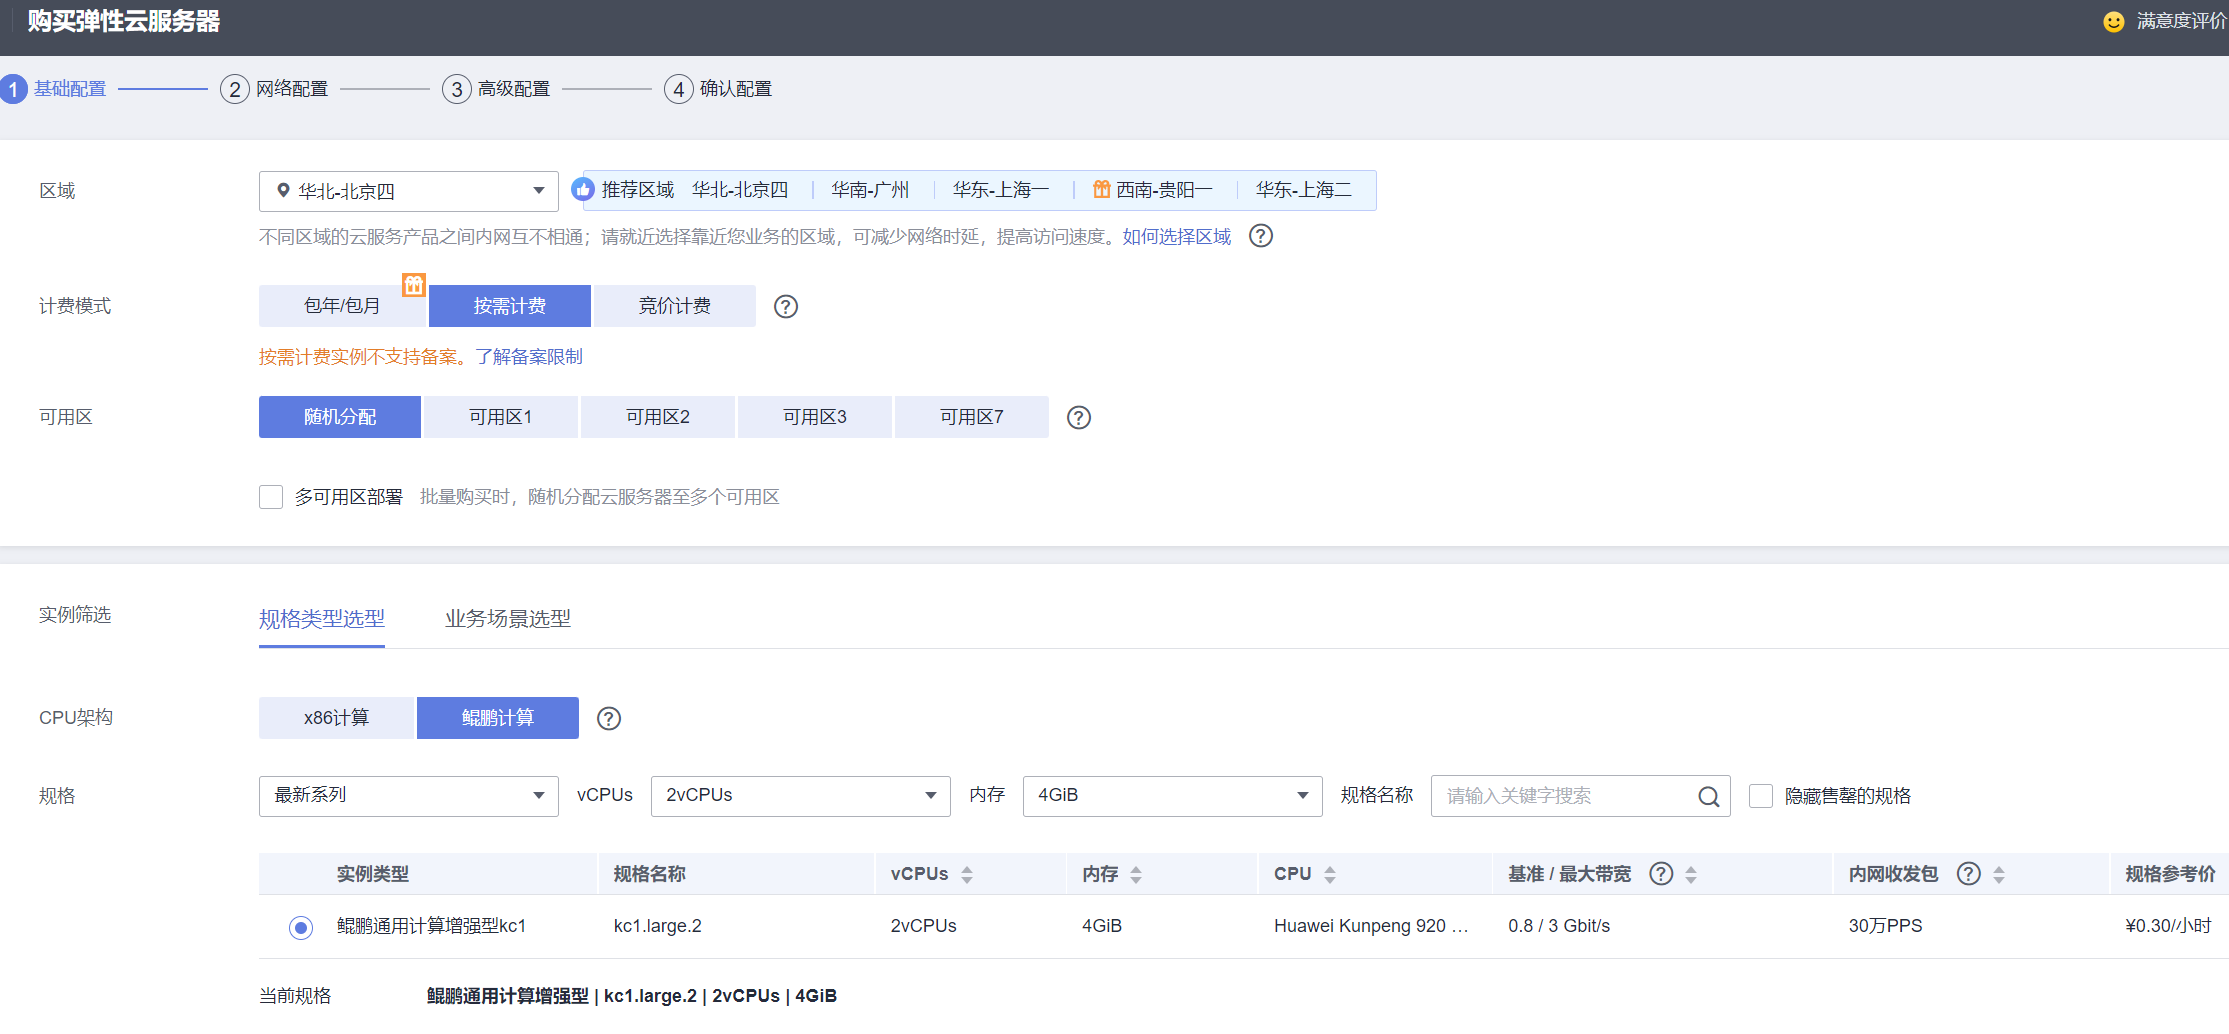 购买弹性云服务器
满意度评价
1 基础配置 2 网络配置 3 高级配置 4 确认配置
区域 华北-北京四 推荐区域 华北-北京四 华南-广州 华东-上海一 西南-贵阳一 华东-上海二
不同区域的云服务产品之间内网互不相通；请就近选择靠近您业务的区域，可减少网络时延，提高访问速度。如何选择区域 ?
计费模式 包年/包月 按需计费 竞价计费 ?
按需计费实例不支持备案。了解备案限制
可用区 随机分配 可用区1 可用区2 可用区3 可用区7 ?
多可用区部署 批量购买时，随机分配云服务器至多个可用区
实例筛选 规格类型选型 业务场景选型
CPU架构 x86计算 鲲鹏计算 ?
规格 最新系列 vCPUs 2vCPUs 内存 4GiB 规格名称 请输入关键字搜索 隐藏售罄的规格
实例类型 规格名称 vCPUs 内存 CPU 基准 / 最大带宽 ? 内网收发包 ? 规格参考价
鲲鹏通用计算增强型kc1 kc1.large.2 2vCPUs 4GiB Huawei Kunpeng 920 ... 0.8 / 3 Gbit/s 30万PPS ¥0.30/小时
当前规格 鲲鹏通用计算增强型 | kc1.large.2 | 2vCPUs | 4GiB